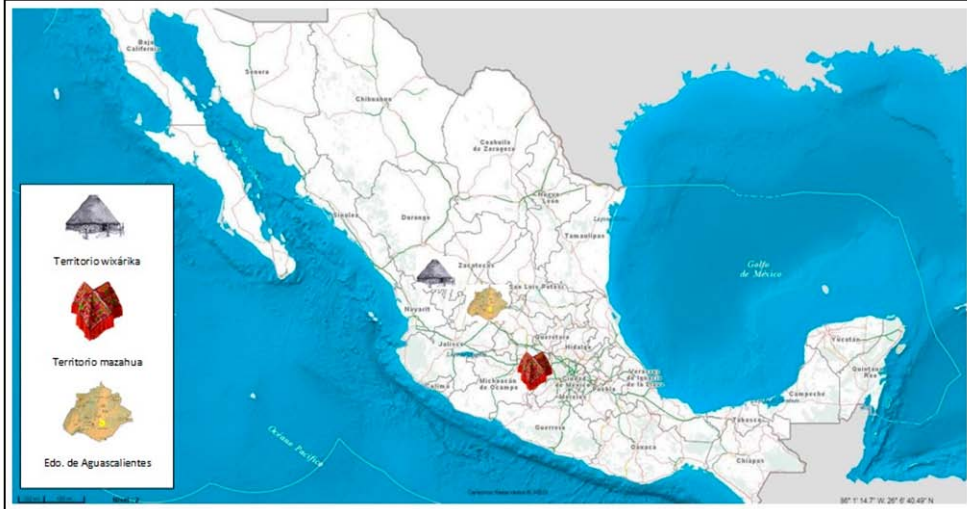 Baja
California
Sonora
Chihuahua
Coahuila
de Zaragoza
Nuevo
León
Sinaloa
Durango
Tamaulipas
Zacatecas
San Luis Potosí
Nayarit
Golfo
de México
Querétaro
Hidalgo
Jalisco
Colima
Michoacán
de Ocampo
Ciudad
de México
Morelos
Puebla
Veracruz
de Ignacio
de la Llave
Guerrero
Oaxaca
Tabasco
Chiapas
Campeche
Yucatán
Quintana
Roo
Océano Pacífico
Territorio wixárika
Territorio mazahua
Edo. de Aguascalientes